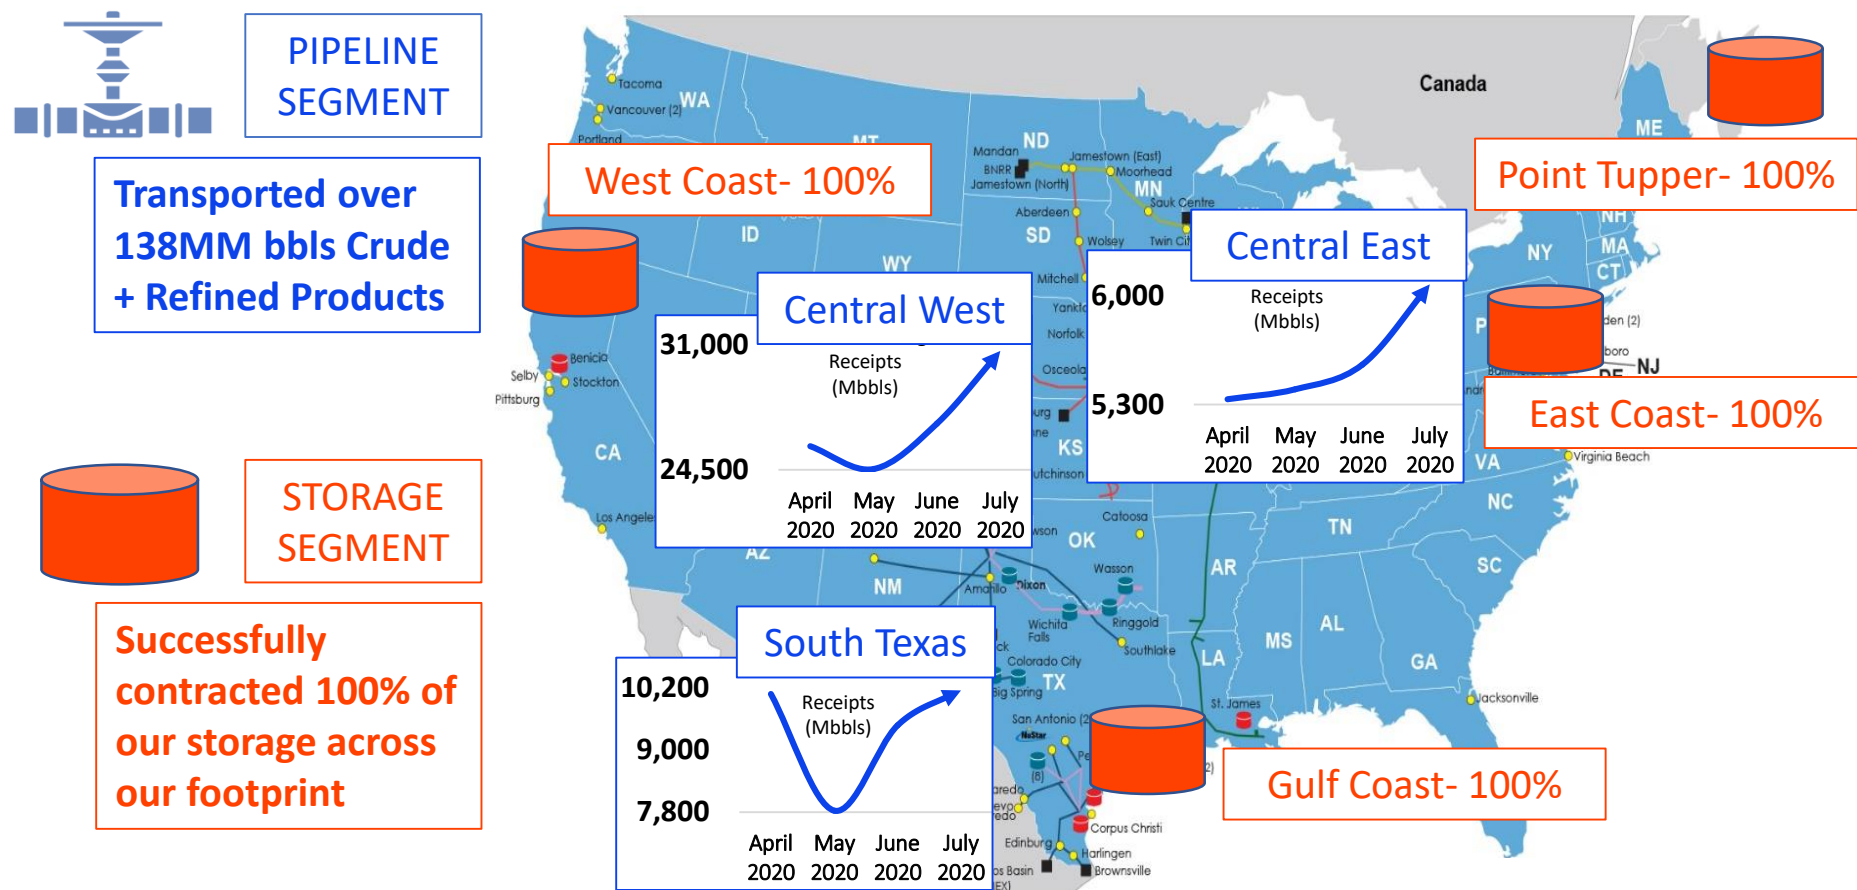 PIPELINE
SEGMENT
Transported over
138MM bbls Crude
+ Refined Products
STORAGE
SEGMENT
Successfully
contracted 100% of
our storage across
our footprint
Canada
Tacoma
WA
Vancouver (2)
Portland
West Coast- 100%
ID
WY
ND
Mandan
BNRR
Jamestown (North)
Jamestown (East)
Moorhead
MN
Sauk Centre
Aberdeen
SD
Wolsey
Mitchell
Norfolk
Osceola
ME
Point Tupper- 100%
NH
MA
CT
NY
NJ
East Coast- 100%
Virginia Beach
VA
NC
SC
TN
GA
AL
MS
AR
LA
KS
OK
Catoosa
Central East
Receipts
(Mbbls)
6,000
5,300
April May June July
2020 2020 2020 2020
Central West
Receipts
(Mbbls)
31,000
24,500
April May June July
2020 2020 2020 2020
Benicia
Selby
Stockton
Pittsburg
CA
AZ
NM
Amarillo
Dixon
Wasson
Wichita
Falls
Ringgold
Southlake
South Texas
Receipts
(Mbbls)
10,200
9,000
7,800
April May June July
2020 2020 2020 2020
Colorado City
Big Spring
TX
San Antonio
NuStar
(8)
St. James
Jacksonville
Gulf Coast- 100%
Corpus Christi
Edinburg
Harlingen
Brownsville